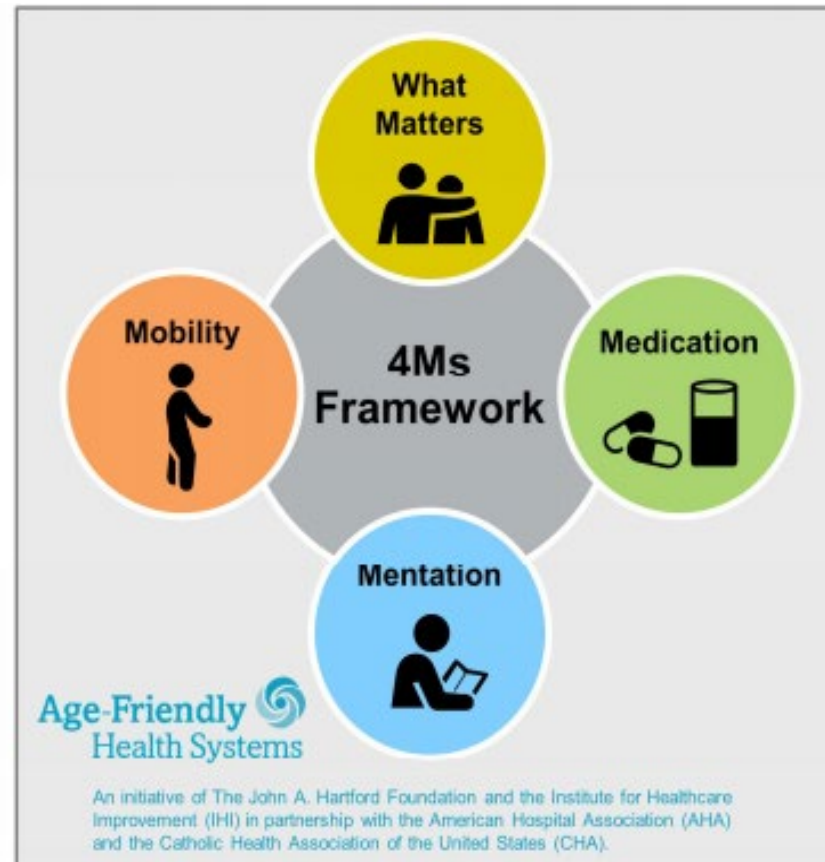 What
Matters
Mobility
4Ms
Framework
Medication
Mentation
Age-Friendly
Health Systems
An initiative of The John A. Hartford Foundation and the Institute for Healthcare
Improvement (IHI) in partnership with the American Hospital Association (AHA)
and the Catholic Health Association of the United States (CHA).